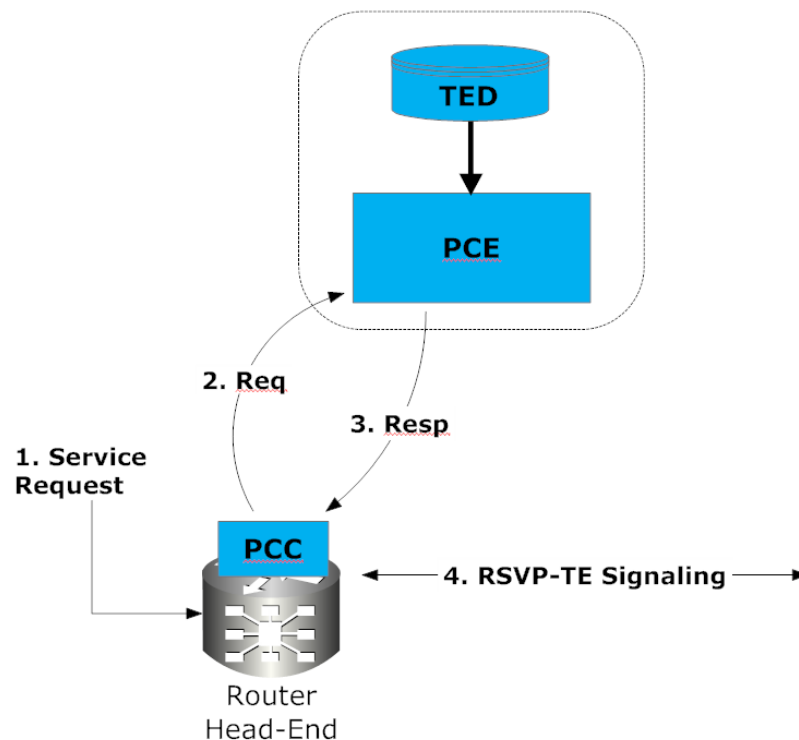 TED
PCE
2. Req
3. Resp
1. Service
Request
PCC
4. RSVP-TE Signaling
Router
Head-End